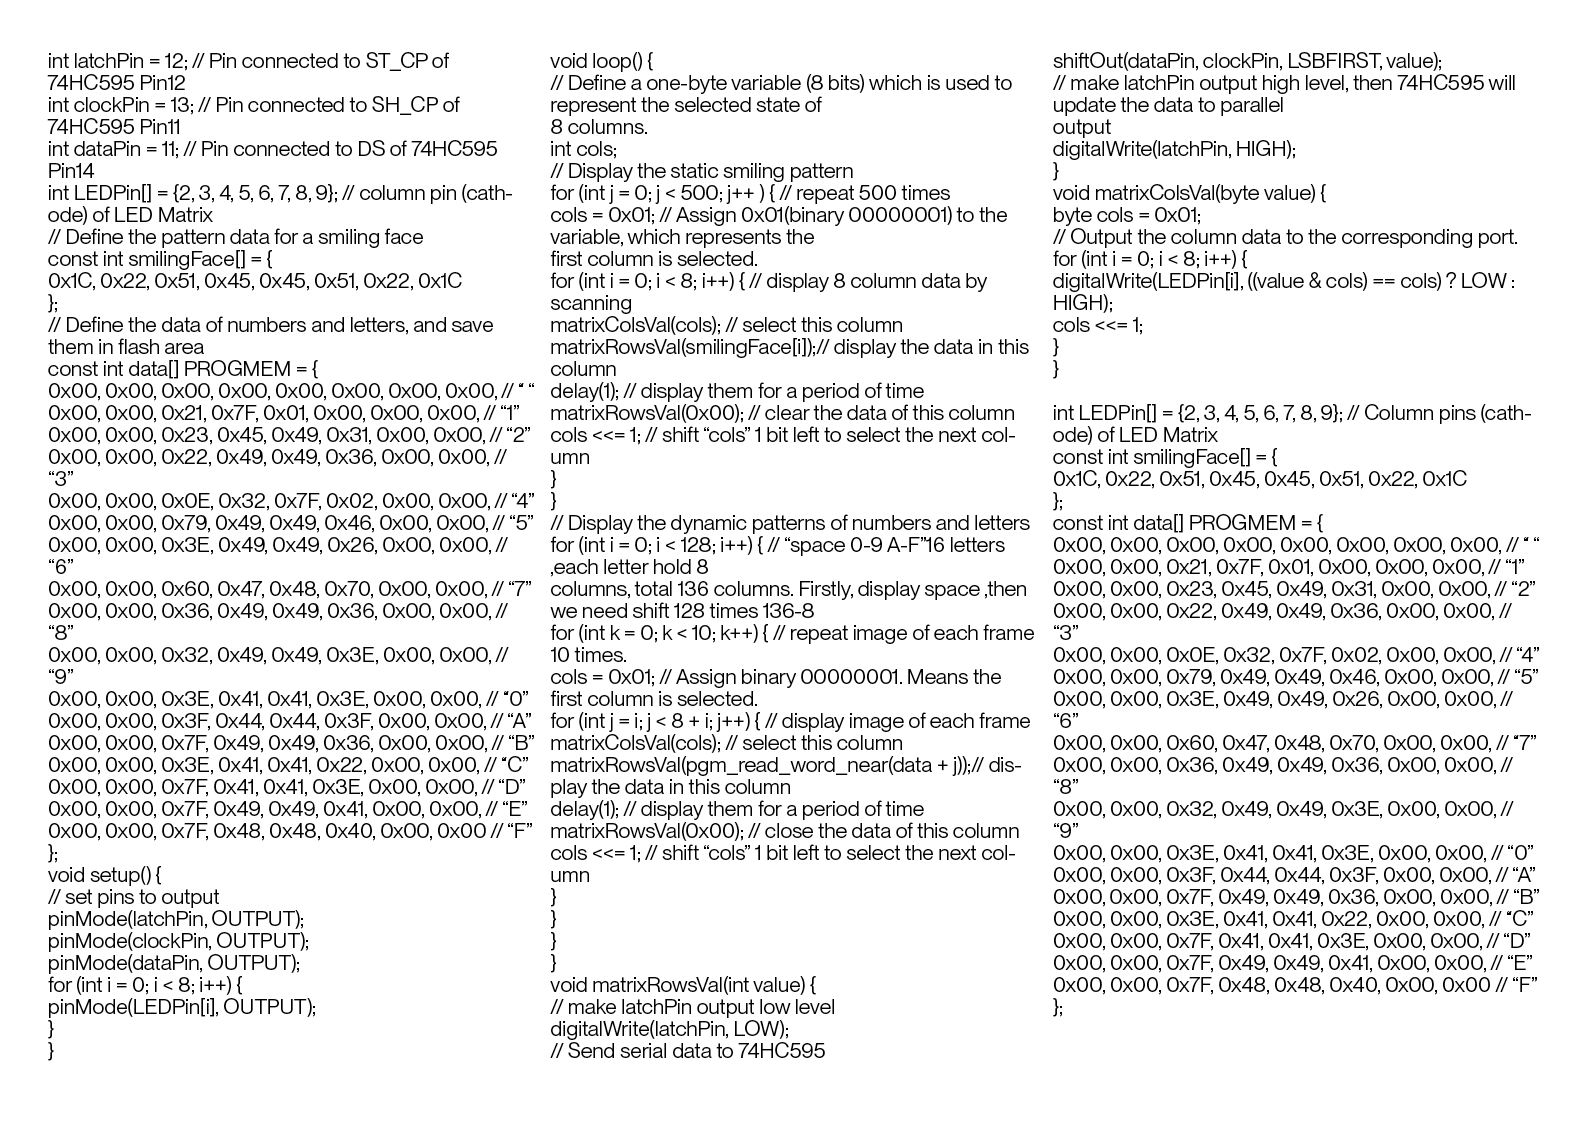 int latchPin = 12; // Pin connected to ST_CP of
74HC595 Pin12
int clockPin = 13; // Pin connected to SH_CP of
74HC595 Pin11
int dataPin = 11; // Pin connected to DS of 74HC595
Pin14
int LEDPin[] = {2, 3, 4, 5, 6, 7, 8, 9}; // column pin (cath-
ode) of LED Matrix
// Define the pattern data for a smiling face
const int smilingFace[] = {
0x1C, 0x22, 0x51, 0x45, 0x45, 0x51, 0x22, 0x1C
};
// Define the data of numbers and letters, and save
them in flash area
const int data[] PROGMEM = {
0x00, 0x00, 0x00, 0x00, 0x00, 0x00, 0x00, 0x00, // “ “
0x00, 0x00, 0x21, 0x7F, 0x01, 0x00, 0x00, 0x00, // “1”
0x00, 0x00, 0x23, 0x45, 0x49, 0x31, 0x00, 0x00, // “2”
0x00, 0x00, 0x22, 0x49, 0x49, 0x36, 0x00, 0x00, //
“3”
0x00, 0x00, 0x0E, 0x32, 0x7F, 0x02, 0x00, 0x00, // “4”
0x00, 0x00, 0x79, 0x49, 0x49, 0x46, 0x00, 0x00, // “5”
0x00, 0x00, 0x3E, 0x49, 0x49, 0x26, 0x00, 0x00, //
“6”
0x00, 0x00, 0x60, 0x47, 0x48, 0x70, 0x00, 0x00, // “7”
0x00, 0x00, 0x36, 0x49, 0x49, 0x36, 0x00, 0x00, //
“8”
0x00, 0x00, 0x32, 0x49, 0x49, 0x3E, 0x00, 0x00, //
“9”
0x00, 0x00, 0x3E, 0x41, 0x41, 0x3E, 0x00, 0x00, // “0”
0x00, 0x00, 0x3F, 0x44, 0x44, 0x3F, 0x00, 0x00, // “A”
0x00, 0x00, 0x7F, 0x49, 0x49, 0x36, 0x00, 0x00, // “B”
0x00, 0x00, 0x3E, 0x41, 0x41, 0x22, 0x00, 0x00, // “C”
0x00, 0x00, 0x7F, 0x41, 0x41, 0x3E, 0x00, 0x00, // “D”
0x00, 0x00, 0x7F, 0x49, 0x49, 0x41, 0x00, 0x00, // “E”
0x00, 0x00, 0x7F, 0x48, 0x48, 0x40, 0x00, 0x00 // “F”
};
void setup() {
// set pins to output
pinMode(latchPin, OUTPUT);
pinMode(clockPin, OUTPUT);
pinMode(dataPin, OUTPUT);
for (int i = 0; i < 8; i++) {
pinMode(LEDPin[i], OUTPUT);
}
}
void loop() {
// Define a one-byte variable (8 bits) which is used to
represent the selected state of
8 columns.
int cols;
// Display the static smiling pattern
for (int j = 0; j < 500; j++ ) { // repeat 500 times
cols = 0x01; // Assign 0x01(binary 00000001) to the
variable, which represents the
first column is selected.
for (int i = 0; i < 8; i++) { // display 8 column data by
scanning
matrixColsVal(cols); // select this column
matrixRowsVal(smilingFace[i]);// display the data in this
column
delay(1); // display them for a period of time
matrixRowsVal(0x00); // clear the data of this column
cols <<= 1; // shift “cols” 1 bit left to select the next col-
umn
}
}
// Display the dynamic patterns of numbers and letters
for (int i = 0; i < 128; i++) { // “space 0-9 A-F”16 letters
,each letter hold 8
columns, total 136 columns. Firstly, display space ,then
we need shift 128 times 136-8
for (int k = 0; k < 10; k++) { // repeat image of each frame
10 times.
cols = 0x01; // Assign binary 00000001. Means the
first column is selected.
for (int j = i; j < 8 + i; j++) { // display image of each frame
matrixColsVal(cols); // select this column
matrixRowsVal(pgm_read_word_near(data + j));// dis-
play the data in this column
delay(1); // display them for a period of time
matrixRowsVal(0x00); // close the data of this column
cols <<= 1; // shift “cols” 1 bit left to select the next col-
umn
}
}
}
}
void matrixRowsVal(int value) {
// make latchPin output low level
digitalWrite(latchPin, LOW);
// Send serial data to 74HC595
shiftOut(dataPin, clockPin, LSBFIRST, value);
// make latchPin output high level, then 74HC595 will
update the data to parallel
output
digitalWrite(latchPin, HIGH);
}
void matrixColsVal(byte value) {
byte cols = 0x01;
// Output the column data to the corresponding port.
for (int i = 0; i < 8; i++) {
digitalWrite(LEDPin[i], ((value & cols) == cols) ? LOW :
HIGH);
cols <<= 1;
}
}

int LEDPin[] = {2, 3, 4, 5, 6, 7, 8, 9}; // Column pins (cath-
ode) of LED Matrix
const int smilingFace[] = {
0x1C, 0x22, 0x51, 0x45, 0x45, 0x51, 0x22, 0x1C
};
const int data[] PROGMEM = {
0x00, 0x00, 0x00, 0x00, 0x00, 0x00, 0x00, 0x00, // “ “
0x00, 0x00, 0x21, 0x7F, 0x01, 0x00, 0x00, 0x00, // “1”
0x00, 0x00, 0x23, 0x45, 0x49, 0x31, 0x00, 0x00, // “2”
0x00, 0x00, 0x22, 0x49, 0x49, 0x36, 0x00, 0x00, //
“3”
0x00, 0x00, 0x0E, 0x32, 0x7F, 0x02, 0x00, 0x00, // “4”
0x00, 0x00, 0x79, 0x49, 0x49, 0x46, 0x00, 0x00, // “5”
0x00, 0x00, 0x3E, 0x49, 0x49, 0x26, 0x00, 0x00, //
“6”
0x00, 0x00, 0x60, 0x47, 0x48, 0x70, 0x00, 0x00, // “7”
0x00, 0x00, 0x36, 0x49, 0x49, 0x36, 0x00, 0x00, //
“8”
0x00, 0x00, 0x32, 0x49, 0x49, 0x3E, 0x00, 0x00, //
“9”
0x00, 0x00, 0x3E, 0x41, 0x41, 0x3E, 0x00, 0x00, // “0”
0x00, 0x00, 0x3F, 0x44, 0x44, 0x3F, 0x00, 0x00, // “A”
0x00, 0x00, 0x7F, 0x49, 0x49, 0x36, 0x00, 0x00, // “B”
0x00, 0x00, 0x3E, 0x41, 0x41, 0x22, 0x00, 0x00, // “C”
0x00, 0x00, 0x7F, 0x41, 0x41, 0x3E, 0x00, 0x00, // “D”
0x00, 0x00, 0x7F, 0x49, 0x49, 0x41, 0x00, 0x00, // “E”
0x00, 0x00, 0x7F, 0x48, 0x48, 0x40, 0x00, 0x00 // “F”
};